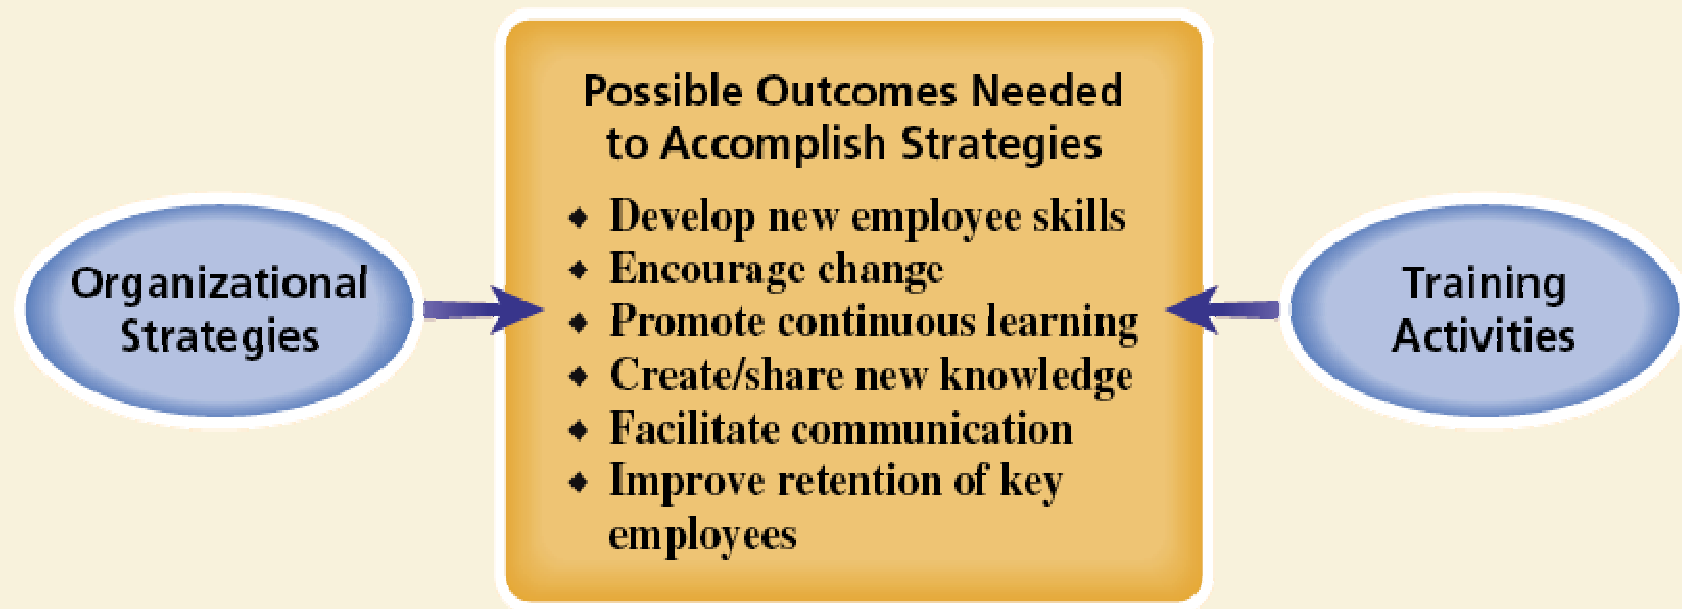 Organizational
Strategies
Possible Outcomes Needed
to Accomplish Strategies
◆ Develop new employee skills
◆ Encourage change
◆ Promote continuous learning
◆ Create/share new knowledge
◆ Facilitate communication
◆ Improve retention of key
employees
Training
Activities